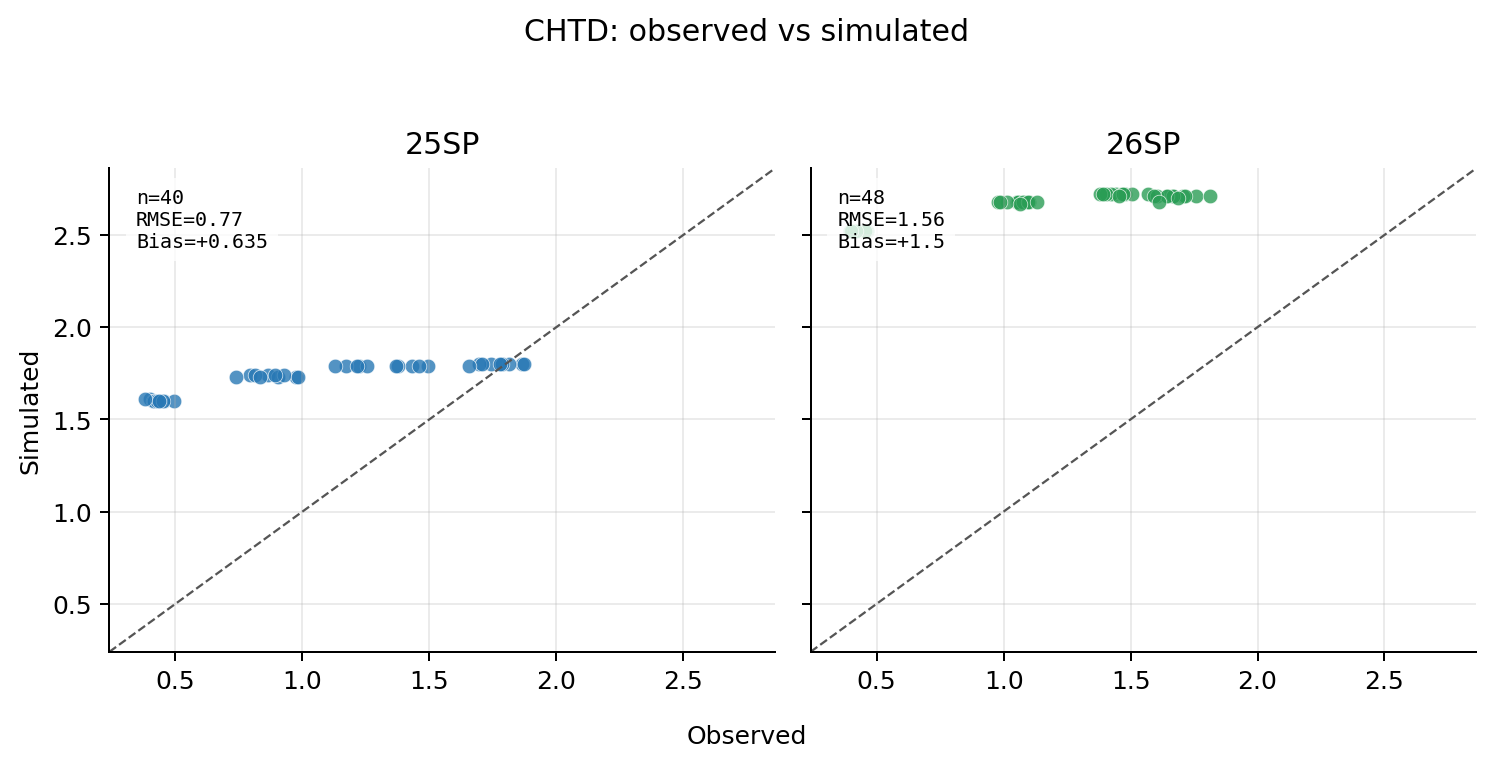 CHTD: observed vs simulated
25SP
26SP
n=40
RMSE=0.77
Bias=+0.635
n=48
RMSE=1.56
Bias=+1.5
2.5
2.0
1.5
1.0
0.5
Simulated
0.5 1.0 1.5 2.0 2.5
0.5 1.0 1.5 2.0 2.5
Observed